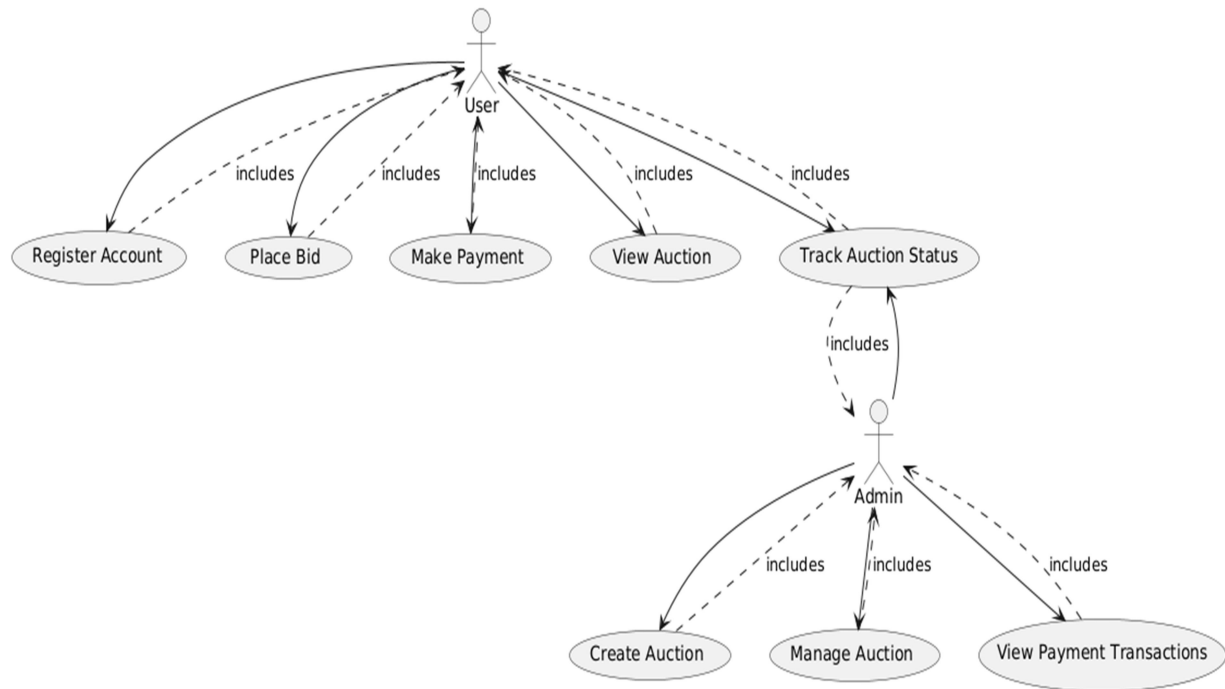 User
includes
includes
includes
includes
includes
Register Account
Place Bid
Make Payment
View Auction
Track Auction Status
includes
Admin
includes
includes
includes
Create Auction
Manage Auction
View Payment Transactions